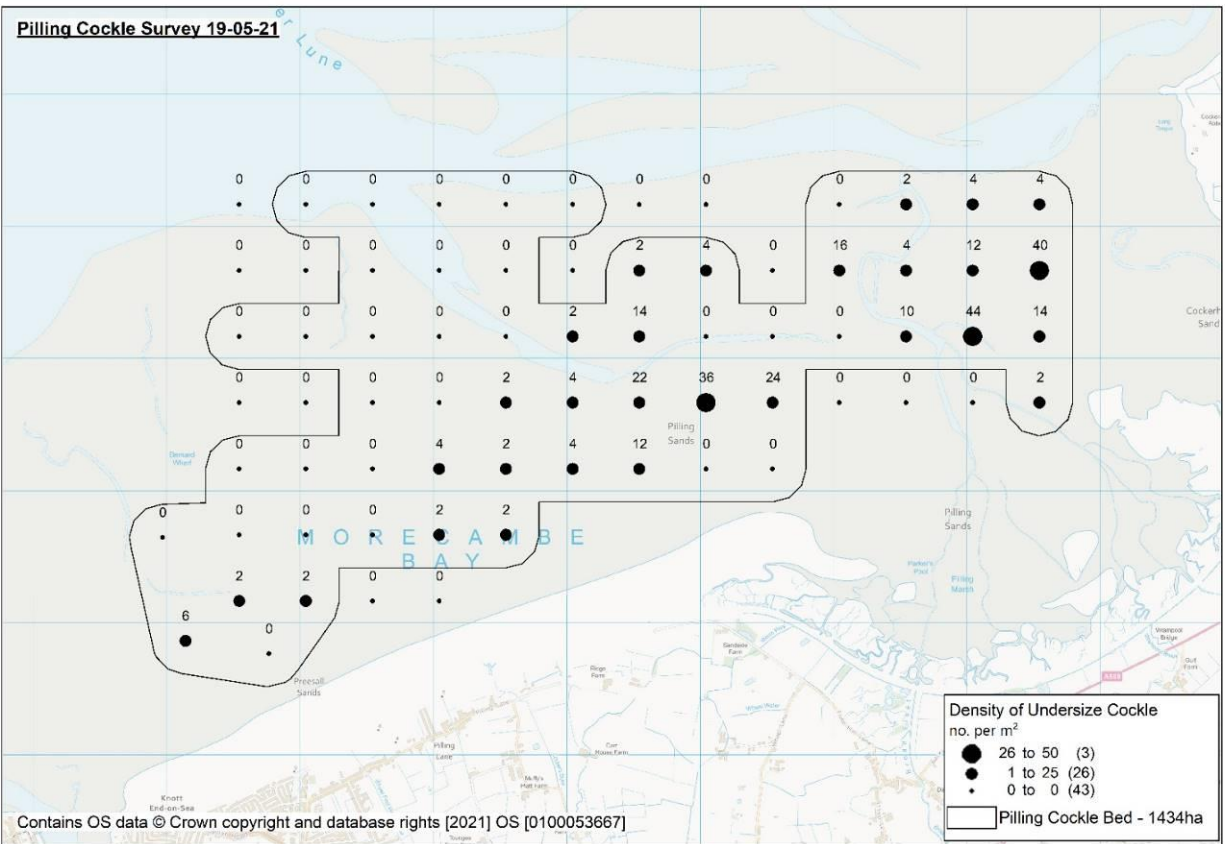 Pilling Cockle Survey 19-05-21
er Lune
0 0 0 0 0 0 0 0 0 2 4 4
0 0 0 0 0 0 2 4 0 16 4 12 40
0 0 0 0 0 2 14 0 0 0 10 44 14
Cockerh
Sand
0 0 0 0 2 4 22 36 24 0 0 0 2
Pilling
Sands
0 0 0 4 2 4 12 0 0
Bernard
Wharf
0 0 0 0 2 2
Pilling
Sands
MORECAMBE
BAY
2 2 0 0
Pilling
Marsh
6 0
Preesall
Sands
A588
Pilling
Lane
Knott
End-on-Sea
Density of Undersize Cockle
no. per m²
26 to 50 (3)
1 to 25 (26)
0 to 0 (43)
Pilling Cockle Bed - 1434ha
Contains OS data © Crown copyright and database rights [2021] OS [0100053667]